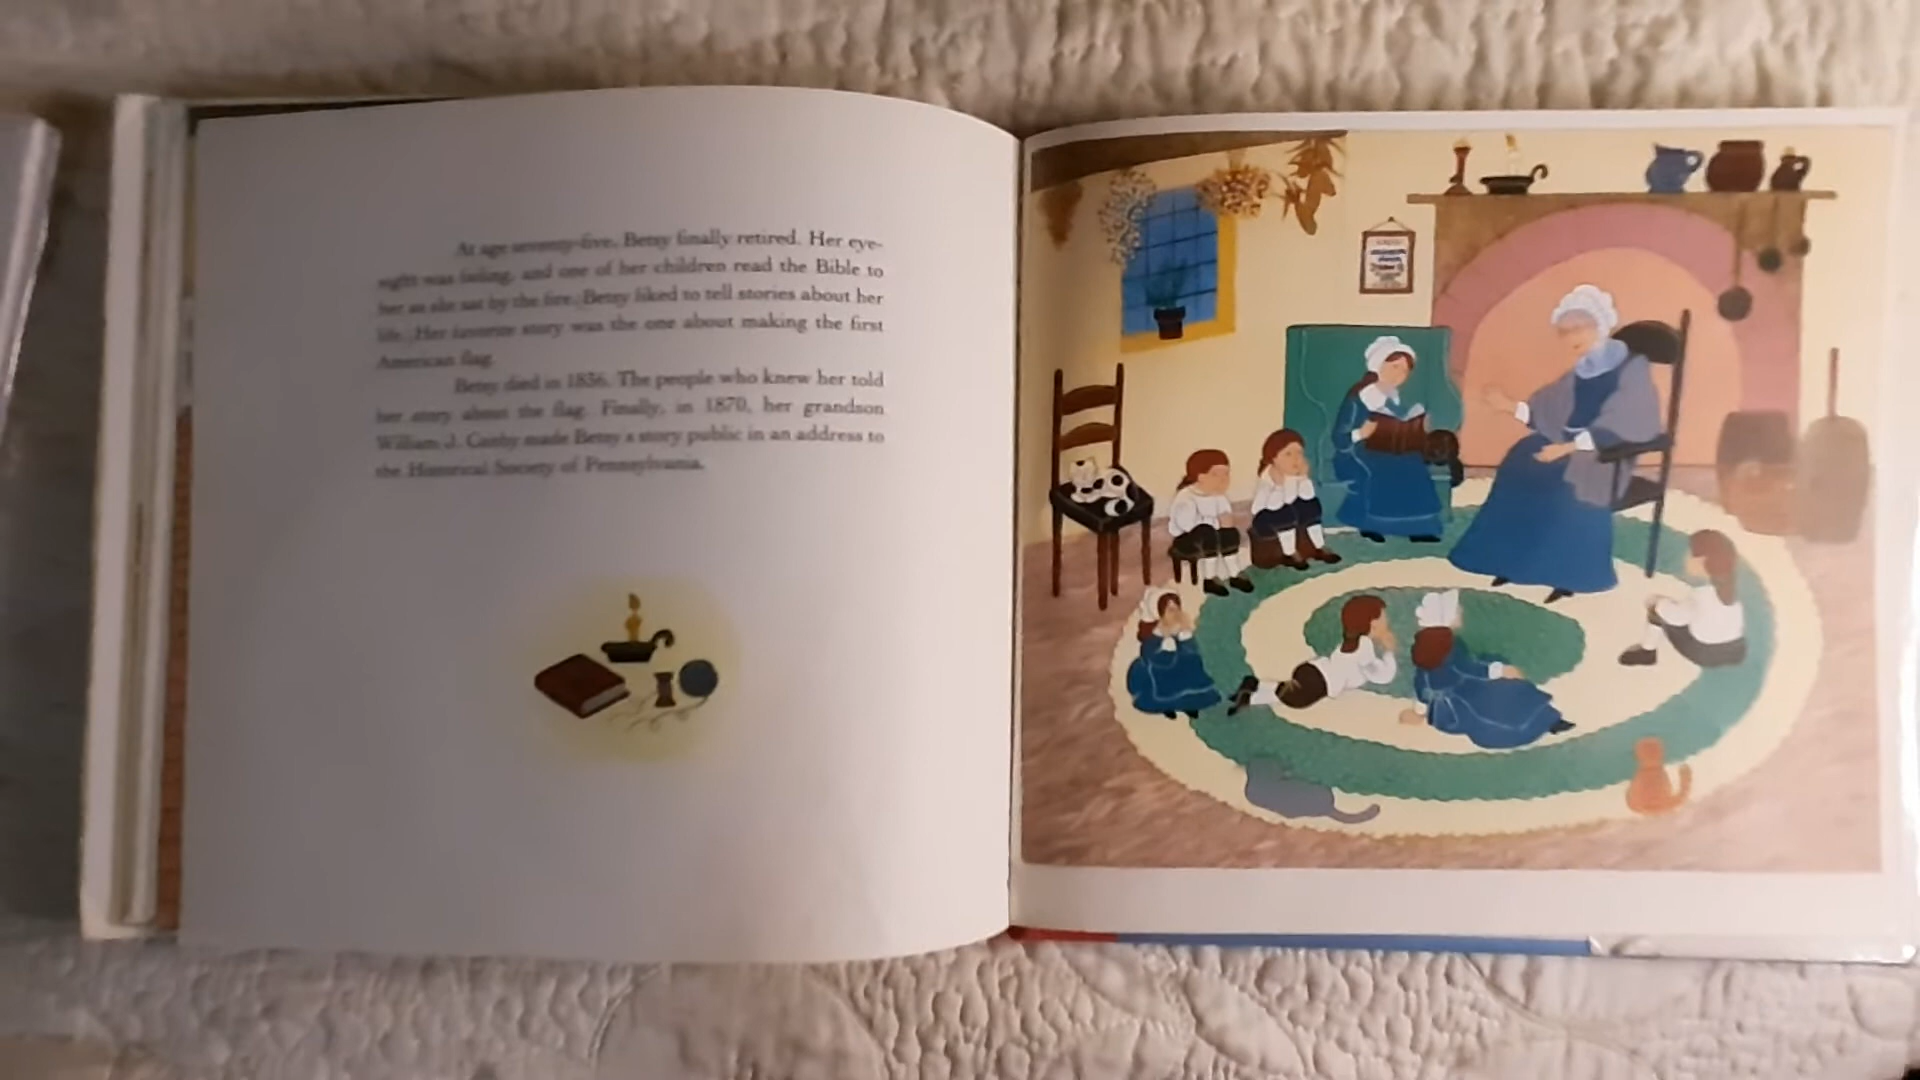 At age seventy-five, Betsy finally retired. Her eye-
sight was failing, and one of her children read the Bible to
her as she sat by the fire. Betsy liked to tell stories about her
life. Her favorite story was the one about making the first
American flag.
Betsy died in 1836. The people who knew her told
her story about the flag. Finally, in 1870, her grandson
William J. Canby made Betsy's story public in an address to
the Historical Society of Pennsylvania.